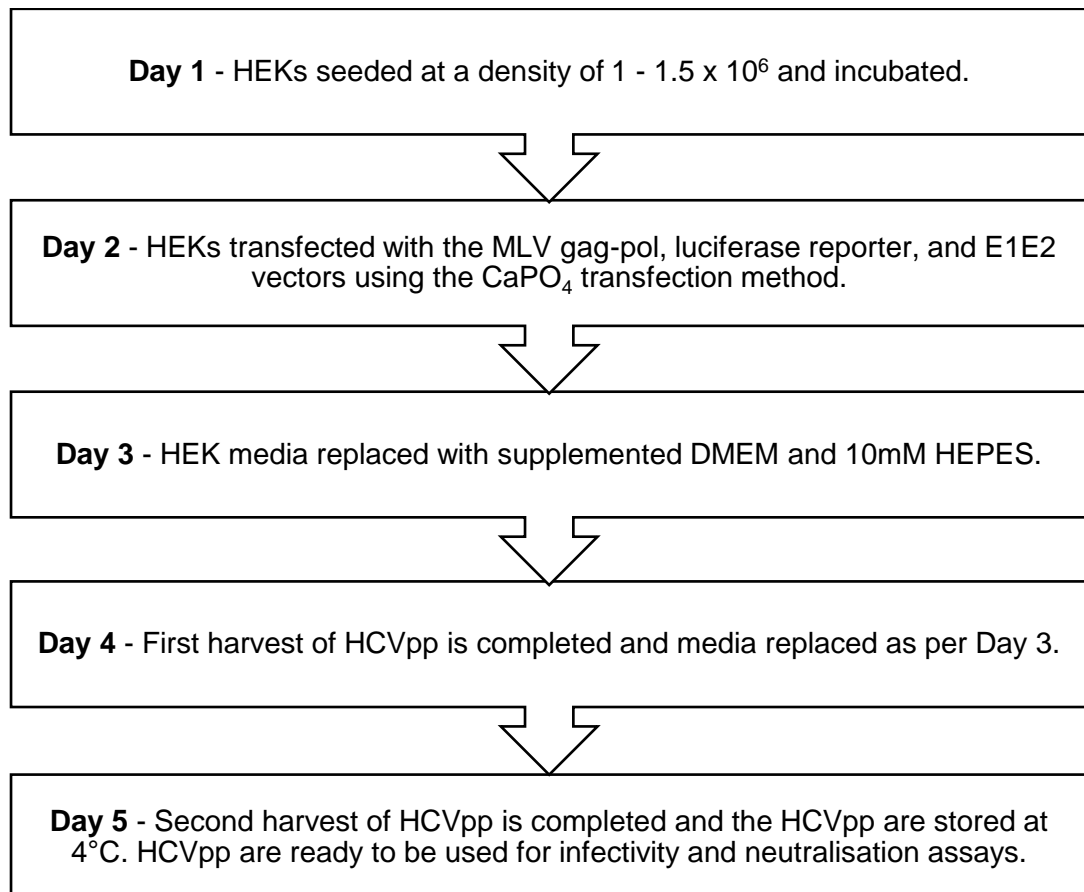 Day 1 - HEKs seeded at a density of 1 - 1.5 x 10⁶ and incubated.
Day 2 - HEKs transfected with the MLV gag-pol, luciferase reporter, and E1E2
vectors using the CaPO₄ transfection method.
Day 3 - HEK media replaced with supplemented DMEM and 10mM HEPES.
Day 4 - First harvest of HCVpp is completed and media replaced as per Day 3.
Day 5 - Second harvest of HCVpp is completed and the HCVpp are stored at
4°C. HCVpp are ready to be used for infectivity and neutralisation assays.